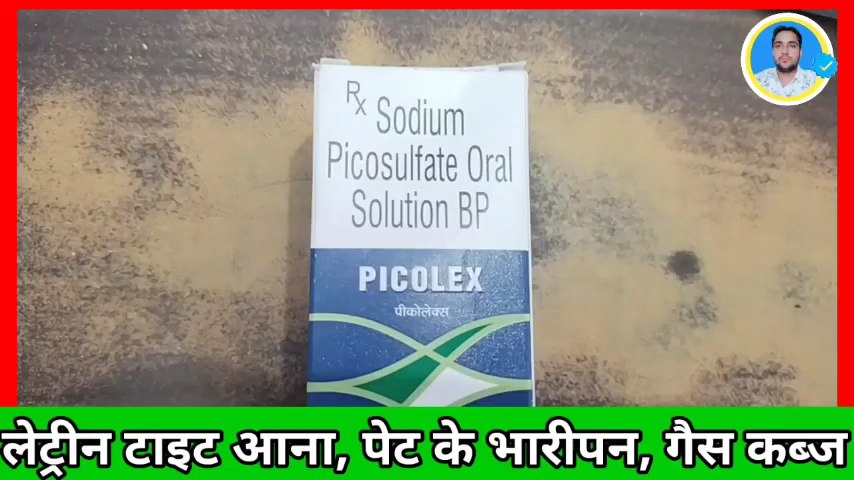 Rx Sodium
Picosulfate Oral
Solution BP
PICOLEX
पीकोलेक्स
लेट्रीन टाइट आना, पेट के भारीपन, गैस कब्ज